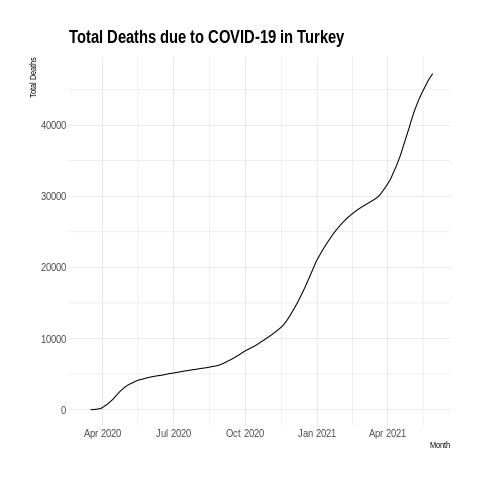 Total Deaths due to COVID-19 in Turkey
Total Deaths
40000
30000
20000
10000
0
Apr 2020 Jul 2020 Oct 2020 Jan 2021 Apr 2021
Month